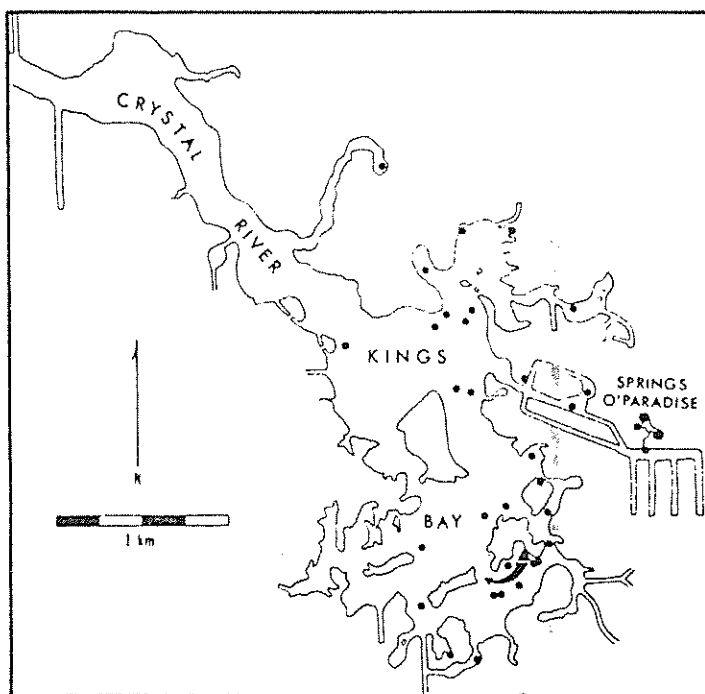 CRYSTAL
RIVER
KINGS
SPRINGS
O'PARADISE
N
BAY
1 km